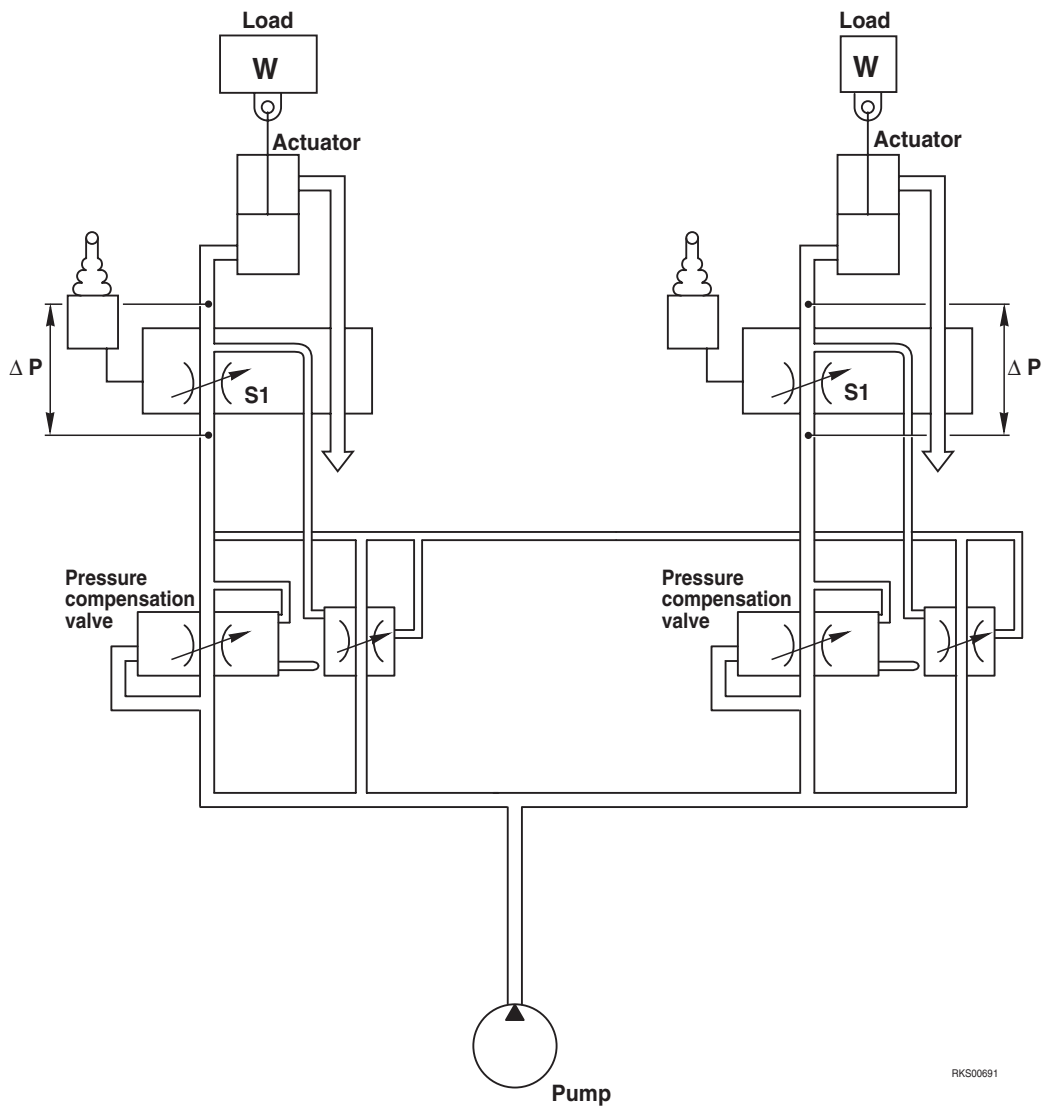 Load
Load
W
W
Actuator
Actuator
Δ P
S1
S1
Δ P
Pressure
compensation
valve
Pressure
compensation
valve
RKS00691
Pump